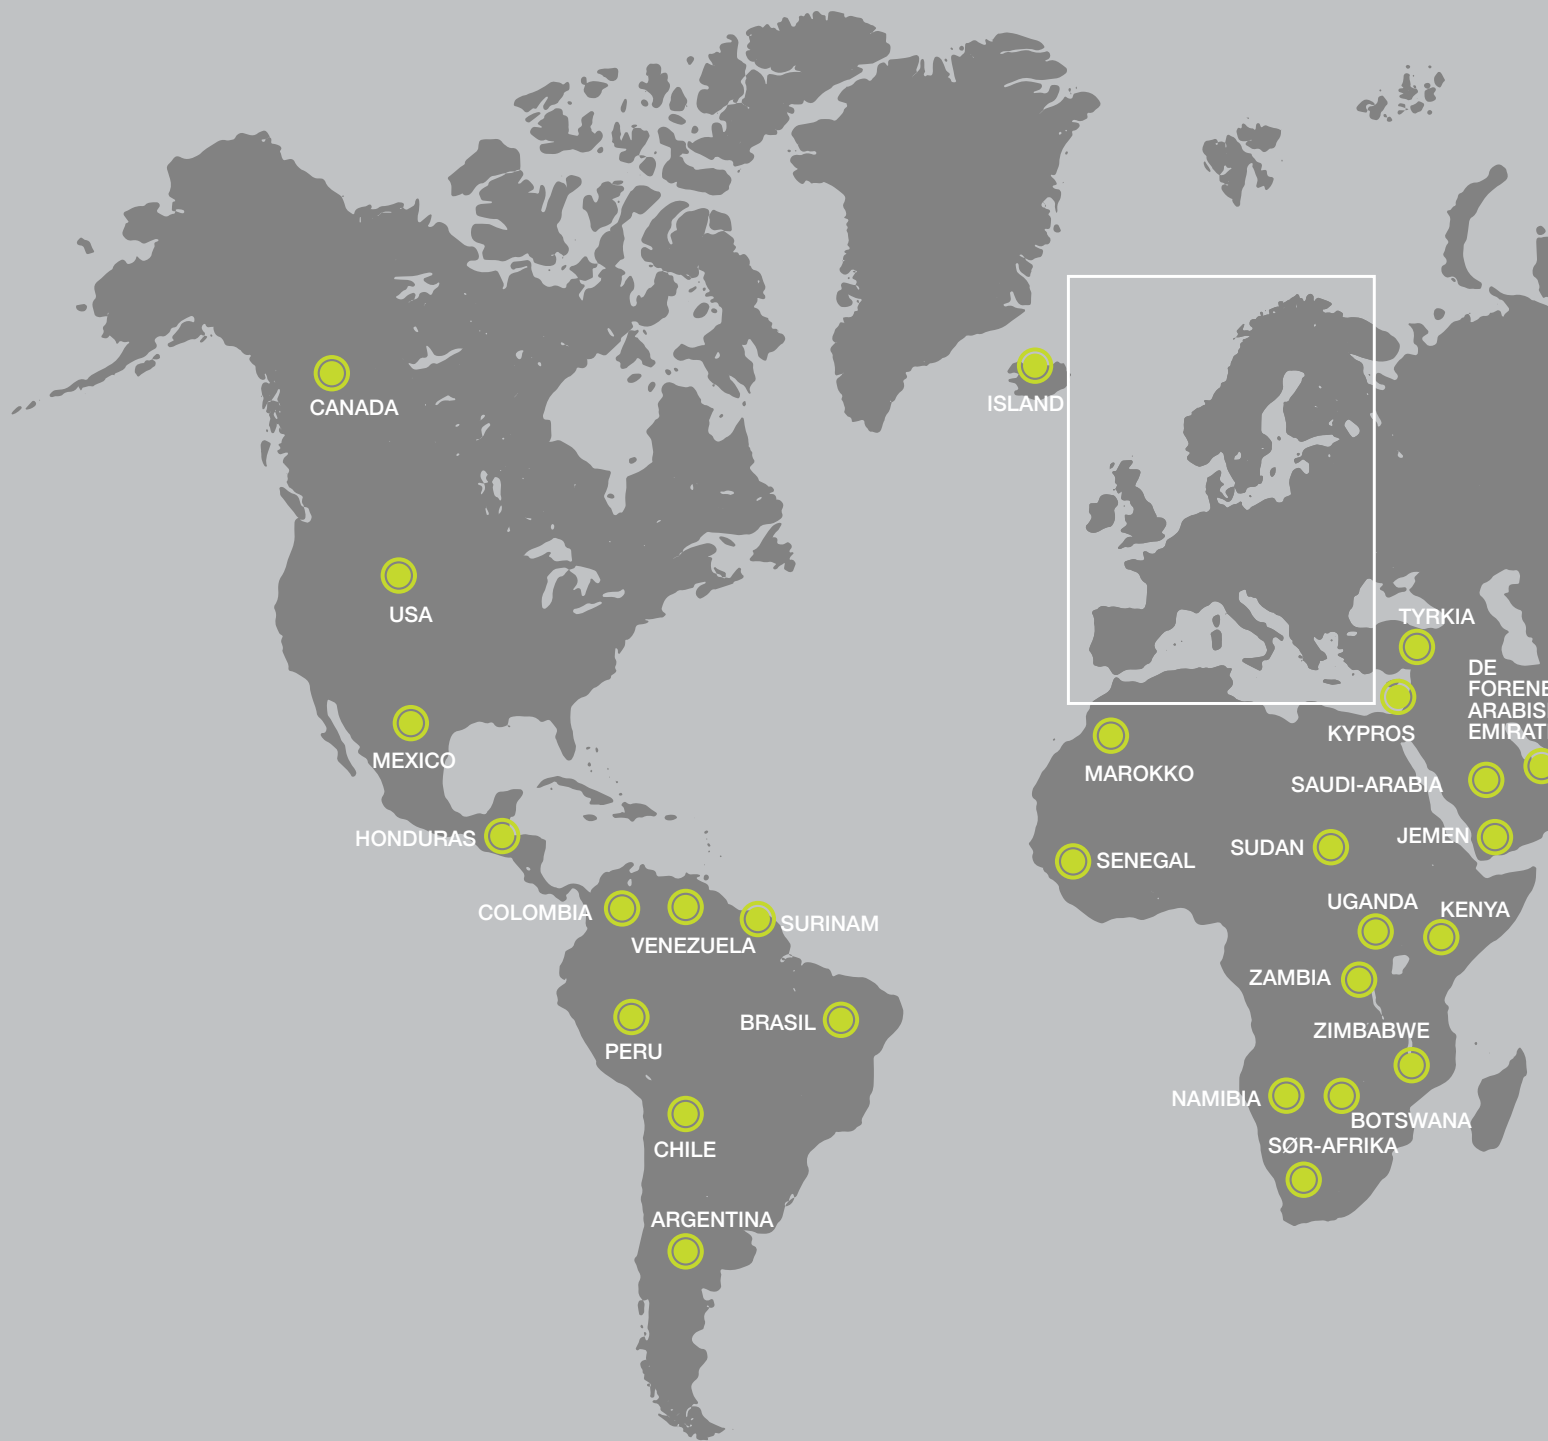 CANADA
ISLAND
USA
TYRKIA
DE
KYPROS
MEXICO
MAROKKO
SAUDI-ARABIA
HONDURAS
JEMEN
SUDAN
SENEGAL
UGANDA
KENYA
COLOMBIA
SURINAM
VENEZUELA
ZAMBIA
BRASIL
ZIMBABWE
PERU
NAMIBIA
BOTSWANA
SØR-AFRIKA
CHILE
ARGENTINA